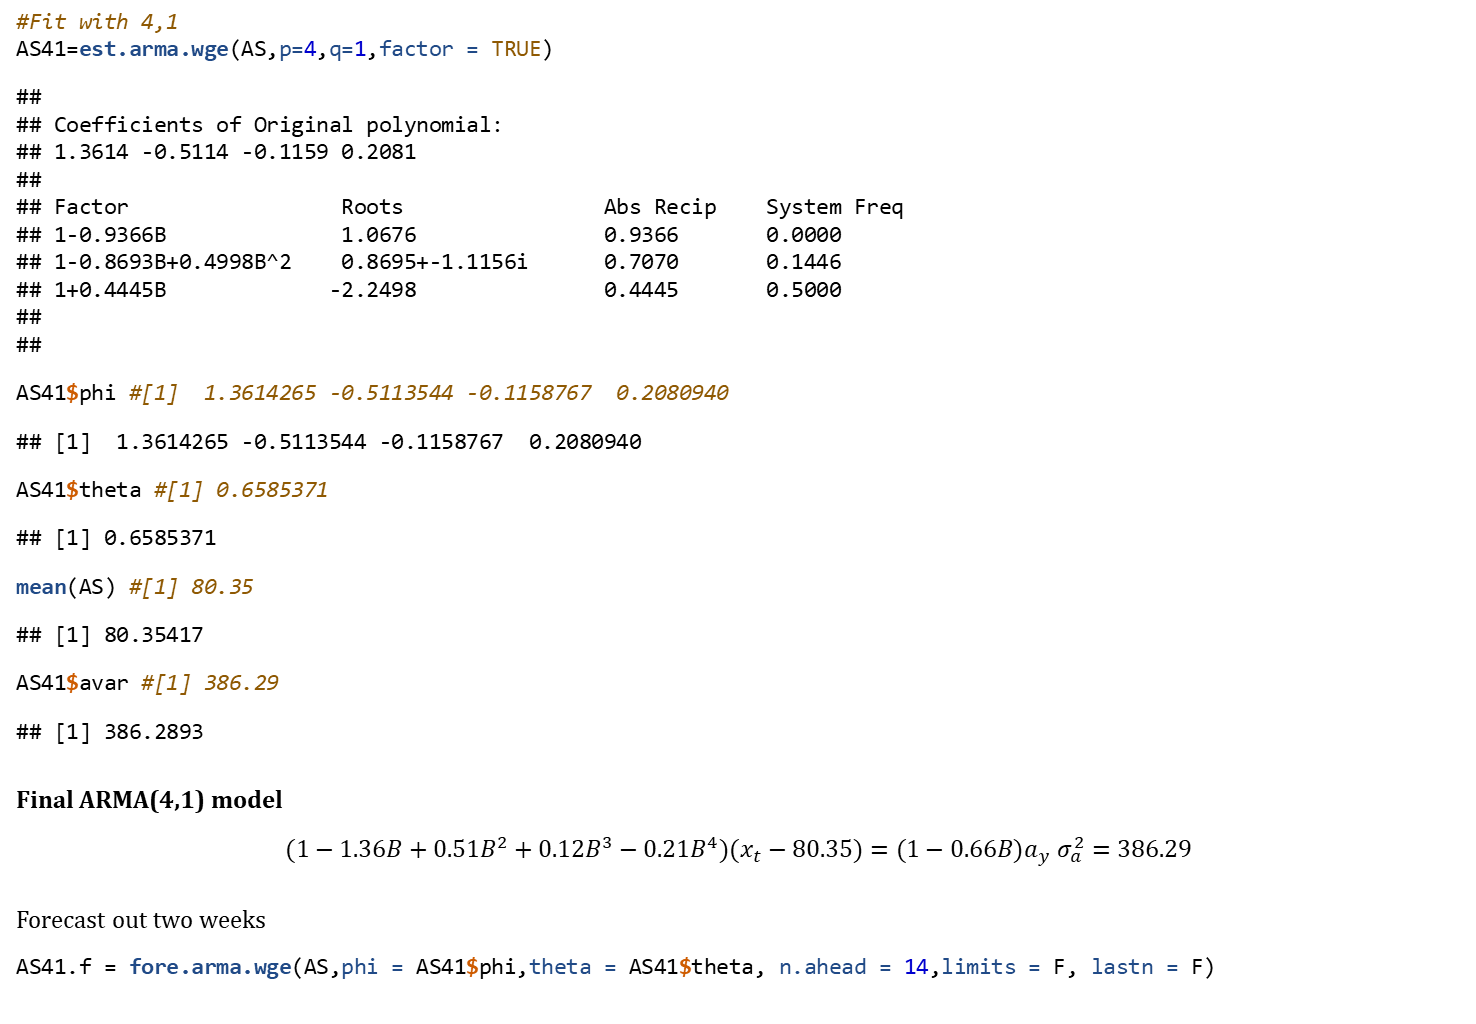 #Fit with 4,1
AS41=est.arma.wge(AS,p=4,q=1,factor = TRUE)
##
## Coefficients of Original polynomial:
## 1.3614 -0.5114 -0.1159 0.2081
##
## Factor                 Roots                Abs Recip    System Freq
## 1-0.9366B              1.0676               0.9366       0.0000
## 1-0.8693B+0.4998B^2    0.8695+-1.1156i      0.7070       0.1446
## 1+0.4445B             -2.2498               0.4445       0.5000
##
##
AS41$phi #[1]  1.3614265 -0.5113544 -0.1158767  0.2080940
## [1]  1.3614265 -0.5113544 -0.1158767  0.2080940
AS41$theta #[1] 0.6585371
## [1] 0.6585371
mean(AS) #[1] 80.35
## [1] 80.35417
AS41$avar #[1] 386.29
## [1] 386.2893
Final ARMA(4,1) model
(1 − 1.36B + 0.51B² + 0.12B³ − 0.21B⁴)(xₜ − 80.35) = (1 − 0.66B)a_y σ_a² = 386.29
Forecast out two weeks
AS41.f = fore.arma.wge(AS,phi = AS41$phi,theta = AS41$theta, n.ahead = 14,limits = F, lastn = F)